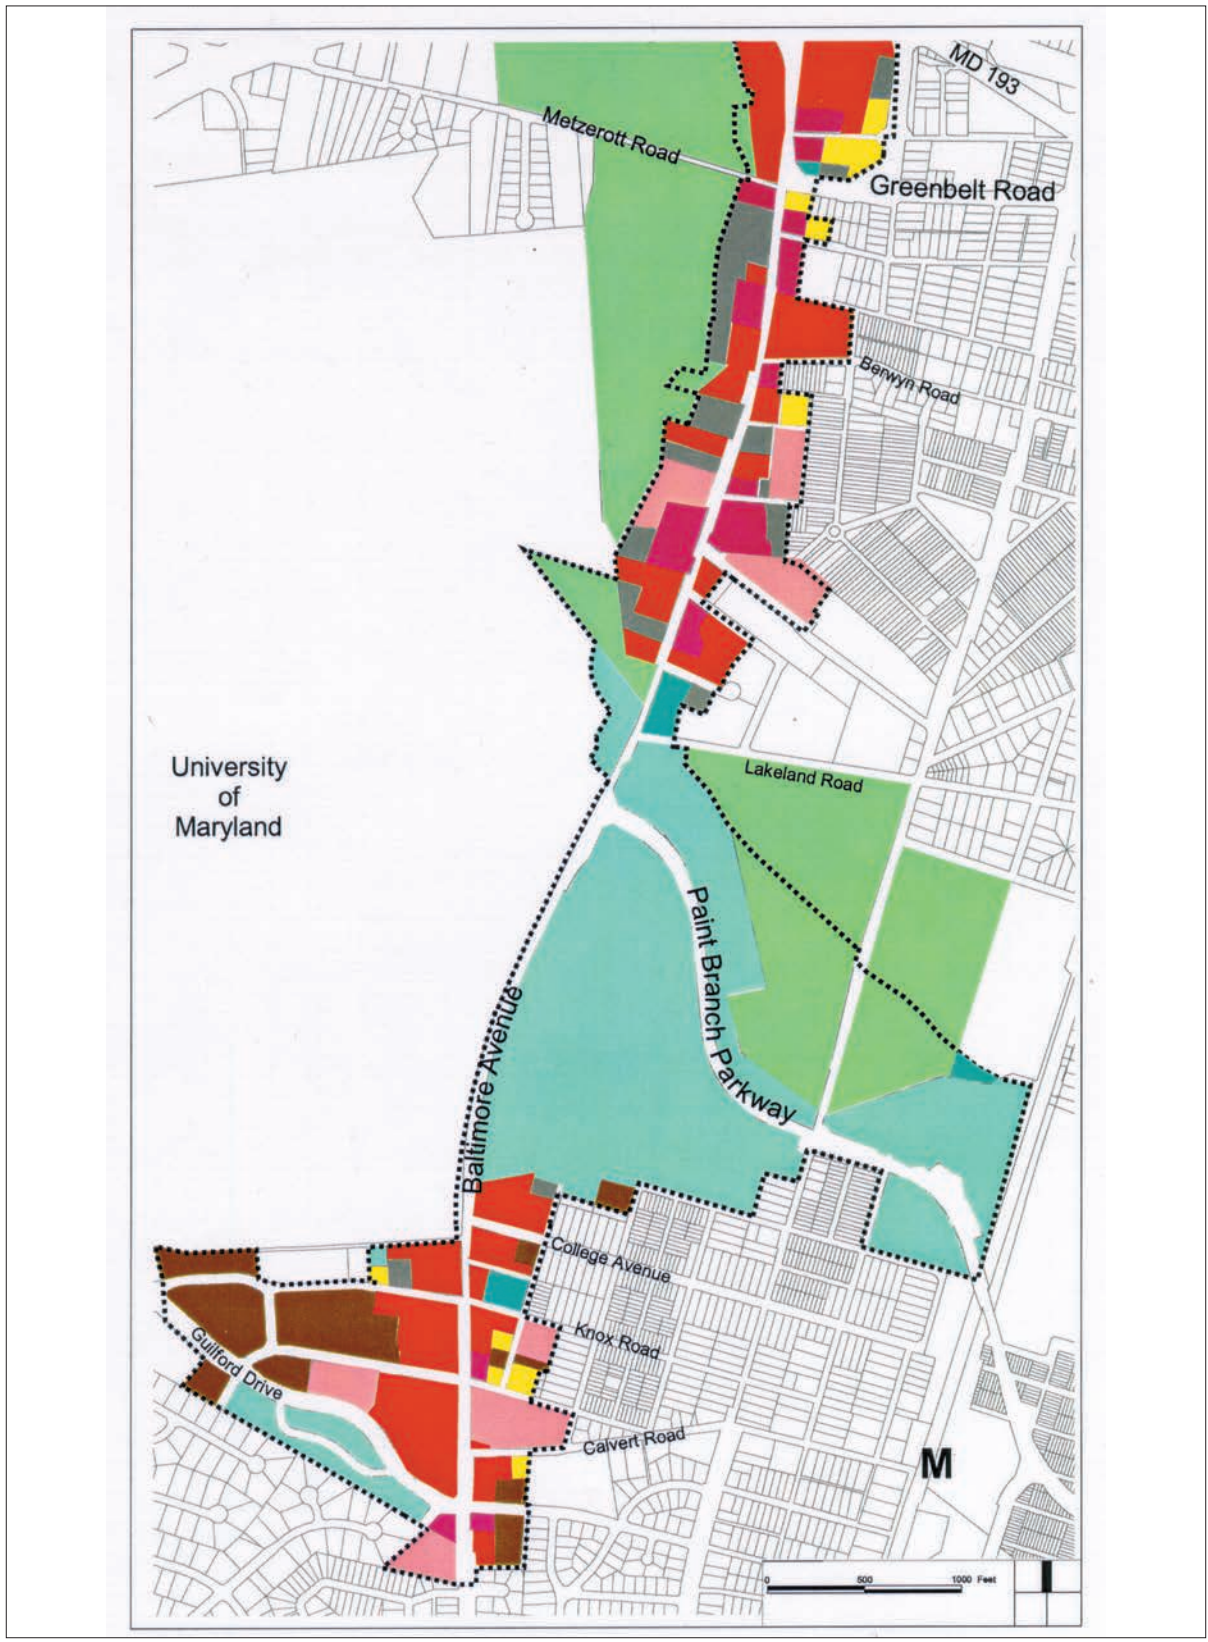 MD 193
Metzerott Road
Greenbelt Road
Berwyn Road
University
of
Maryland
Lakeland Road
Paint Branch Parkway
Baltimore Avenue
College Avenue
Knox Road
Guilford Drive
Calvert Road
M
0 500 1000 Feet